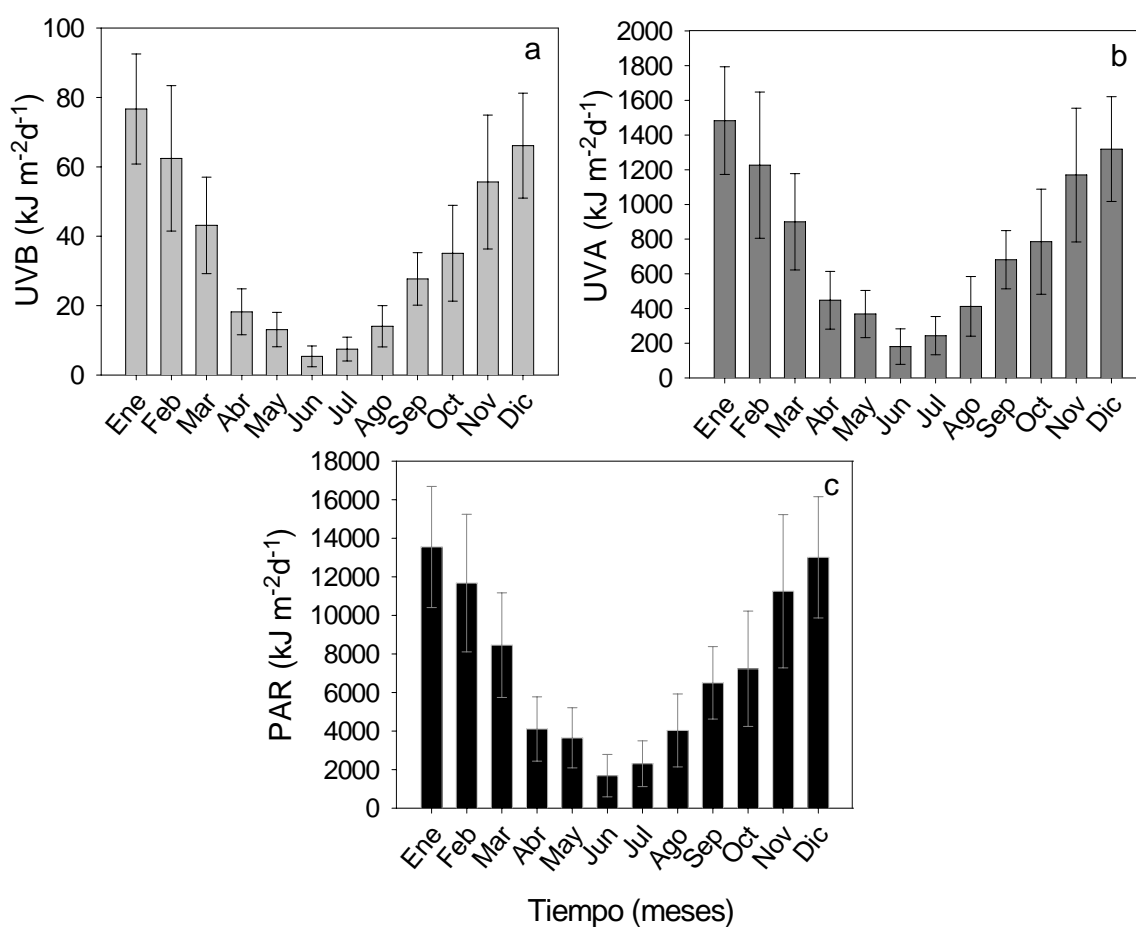 a
UVB (kJ m⁻²d⁻¹)
100
80
60
40
20
0
Ene Feb Mar Abr May Jun Jul Ago Sep Oct Nov Dic
b
UVA (kJ m⁻²d⁻¹)
2000
1800
1600
1400
1200
1000
800
600
400
200
0
Ene Feb Mar Abr May Jun Jul Ago Sep Oct Nov Dic
c
PAR (kJ m⁻²d⁻¹)
18000
16000
14000
12000
10000
8000
6000
4000
2000
0
Ene Feb Mar Abr May Jun Jul Ago Sep Oct Nov Dic
Tiempo (meses)